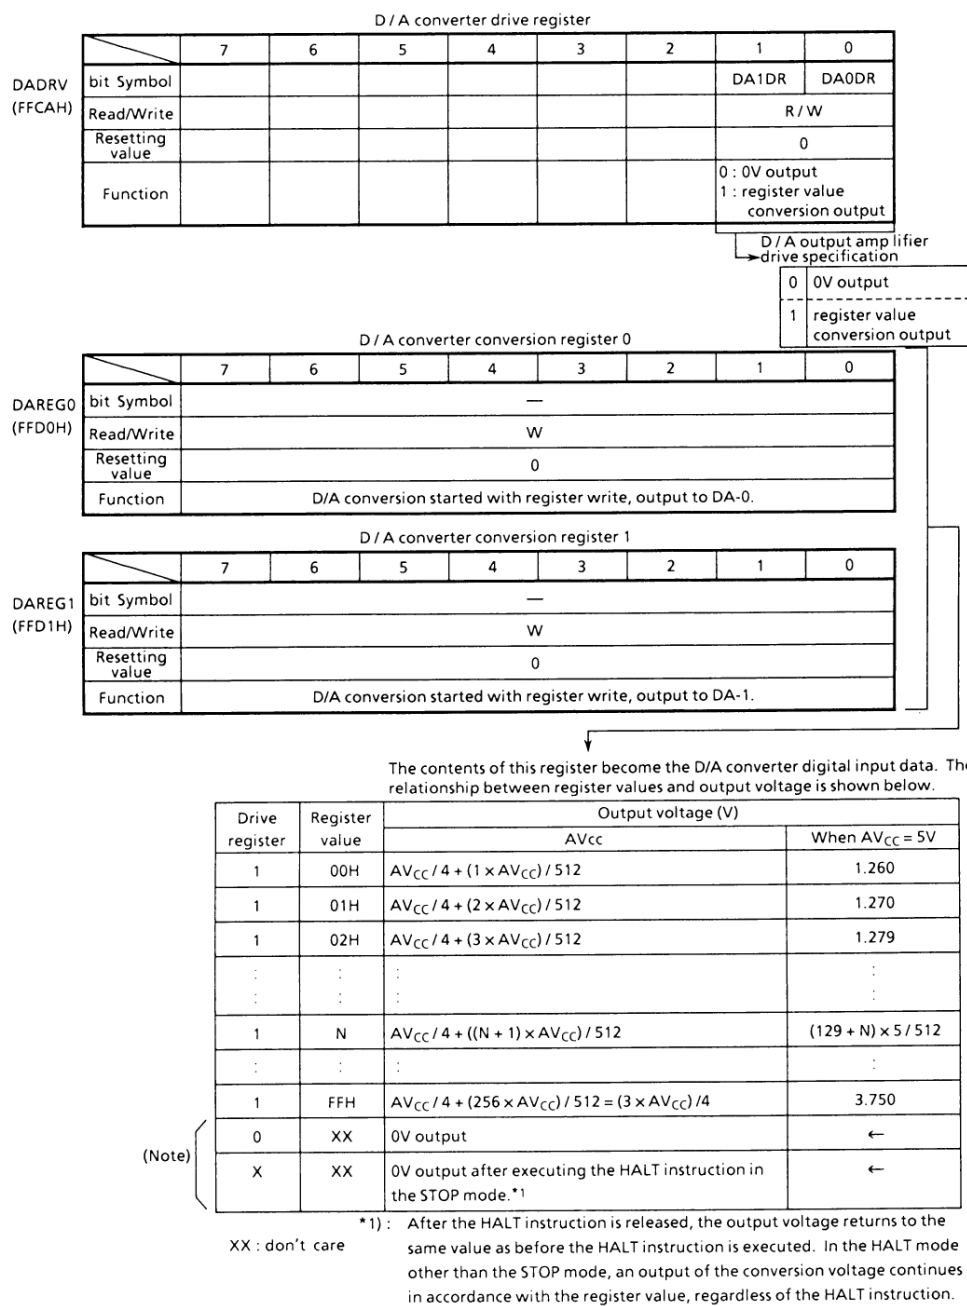 D / A converter drive register
7 6 5 4 3 2 1 0
DADRV
(FFCAH)
bit Symbol DA1DR DA0DR
Read/Write R / W
Resetting
value 0
Function 0 : 0V output
1 : register value
conversion output
D / A output amp lifier
drive specification
0 0V output
1 register value
conversion output
D / A converter conversion register 0
7 6 5 4 3 2 1 0
DAREG0
(FFD0H)
bit Symbol —
Read/Write W
Resetting
value 0
Function D/A conversion started with register write, output to DA-0.
D / A converter conversion register 1
7 6 5 4 3 2 1 0
DAREG1
(FFD1H)
bit Symbol —
Read/Write W
Resetting
value 0
Function D/A conversion started with register write, output to DA-1.
The contents of this register become the D/A converter digital input data. The
relationship between register values and output voltage is shown below.
Drive
register
Register
value
Output voltage (V)
AVcc When AVCC = 5V
1 00H AVCC / 4 + (1 × AVCC) / 512 1.260
1 01H AVCC / 4 + (2 × AVCC) / 512 1.270
1 02H AVCC / 4 + (3 × AVCC) / 512 1.279
: : : :
: : : :
1 N AVCC / 4 + ((N + 1) × AVCC) / 512 (129 + N) × 5 / 512
: : : :
1 FFH AVCC / 4 + (256 × AVCC) / 512 = (3 × AVCC) /4 3.750
(Note)
0 XX 0V output ←
X XX 0V output after executing the HALT instruction in ←
the STOP mode.*1
XX : don't care
*1) : After the HALT instruction is released, the output voltage returns to the
same value as before the HALT instruction is executed. In the HALT mode
other than the STOP mode, an output of the conversion voltage continues
in accordance with the register value, regardless of the HALT instruction.